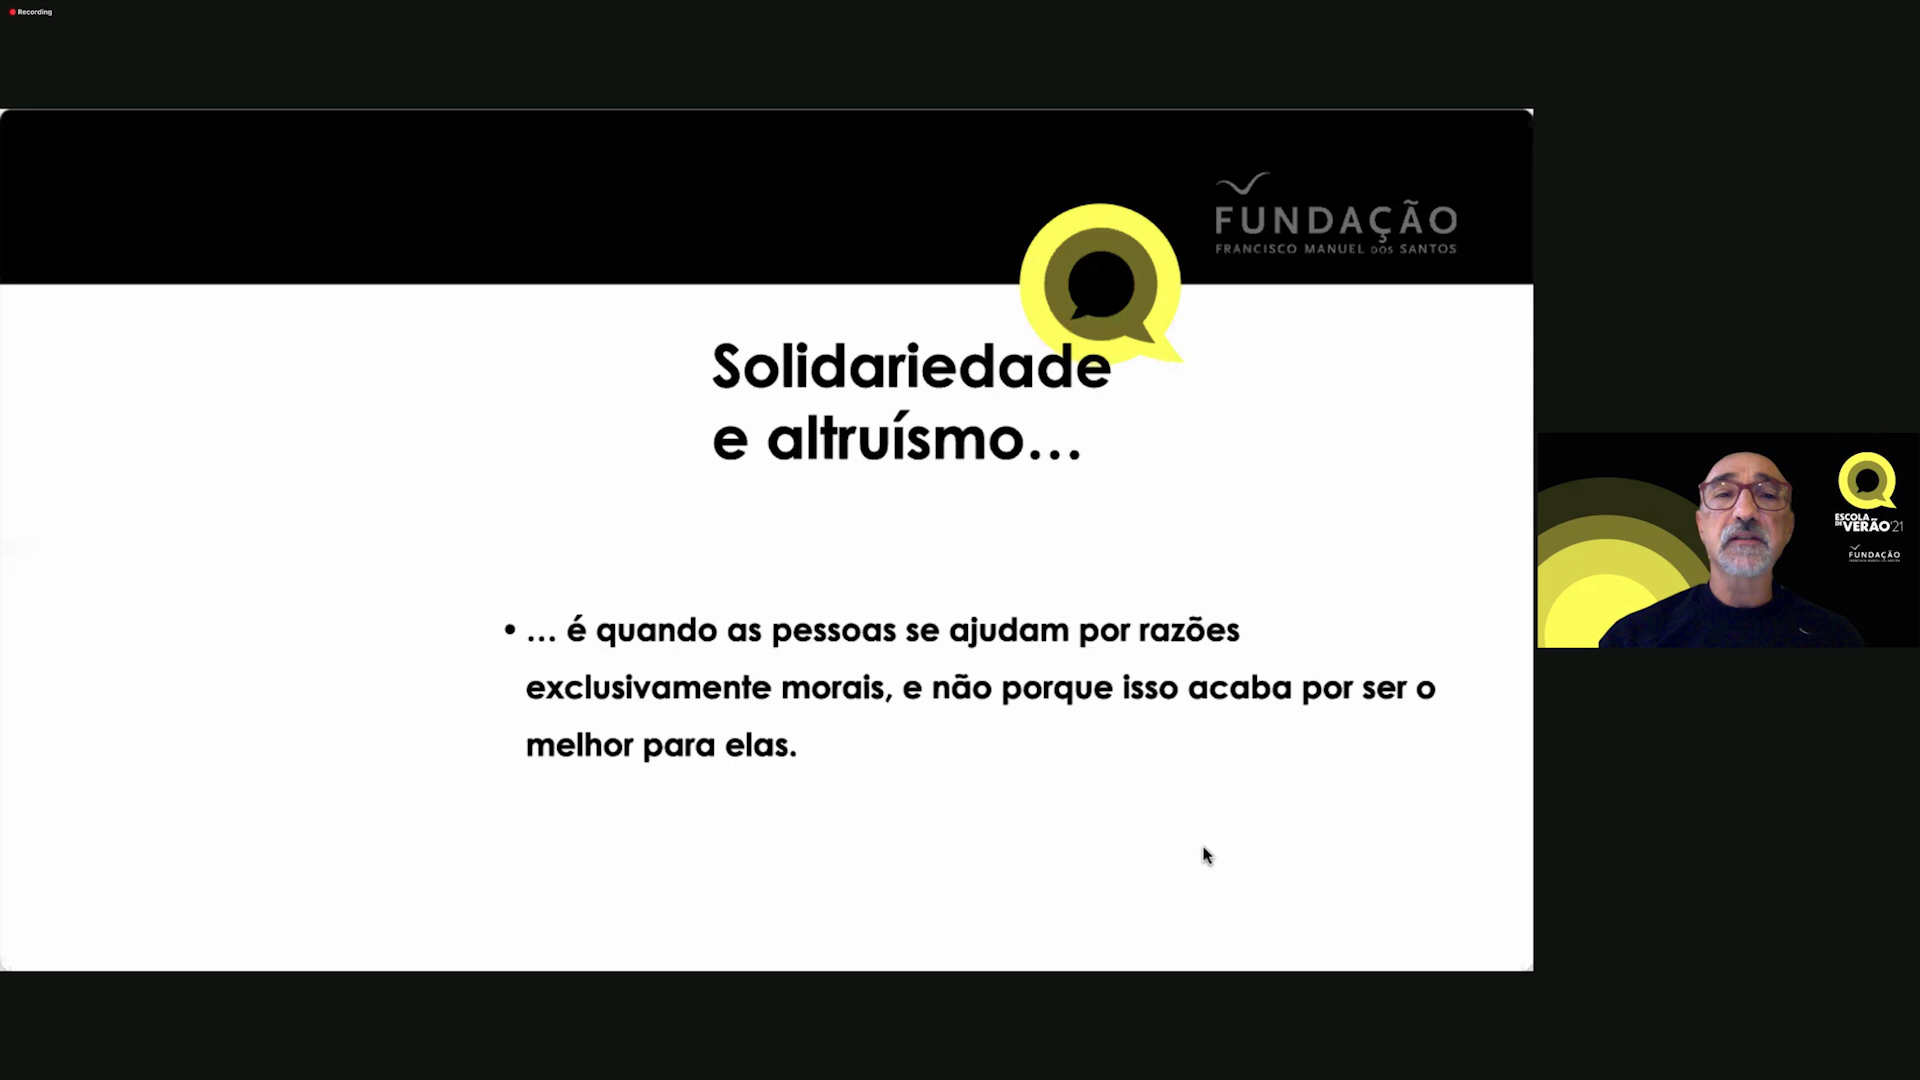 Recording
FUNDAÇÃO
FRANCISCO MANUEL DOS SANTOS
Solidariedade
e altruísmo...
• ... é quando as pessoas se ajudam por razões
exclusivamente morais, e não porque isso acaba por ser o
melhor para elas.
ESCOLA
DE VERÃO'21
FUNDAÇÃO